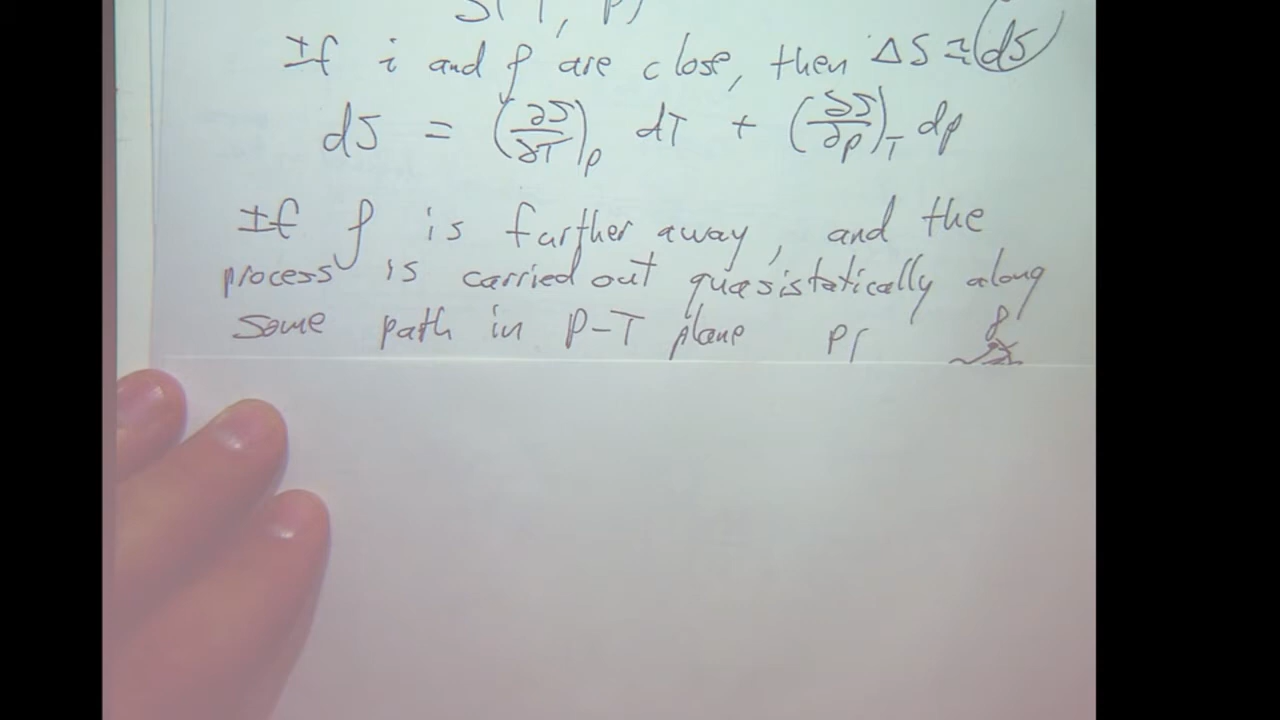 S(T, P)
If i and f are close, then ΔS ≈ dS
dS = (∂S/∂T)_P dT + (∂S/∂p)_T dp
If f is farther away, and the
process is carried out quasistatically along
some path in P-T plane P f